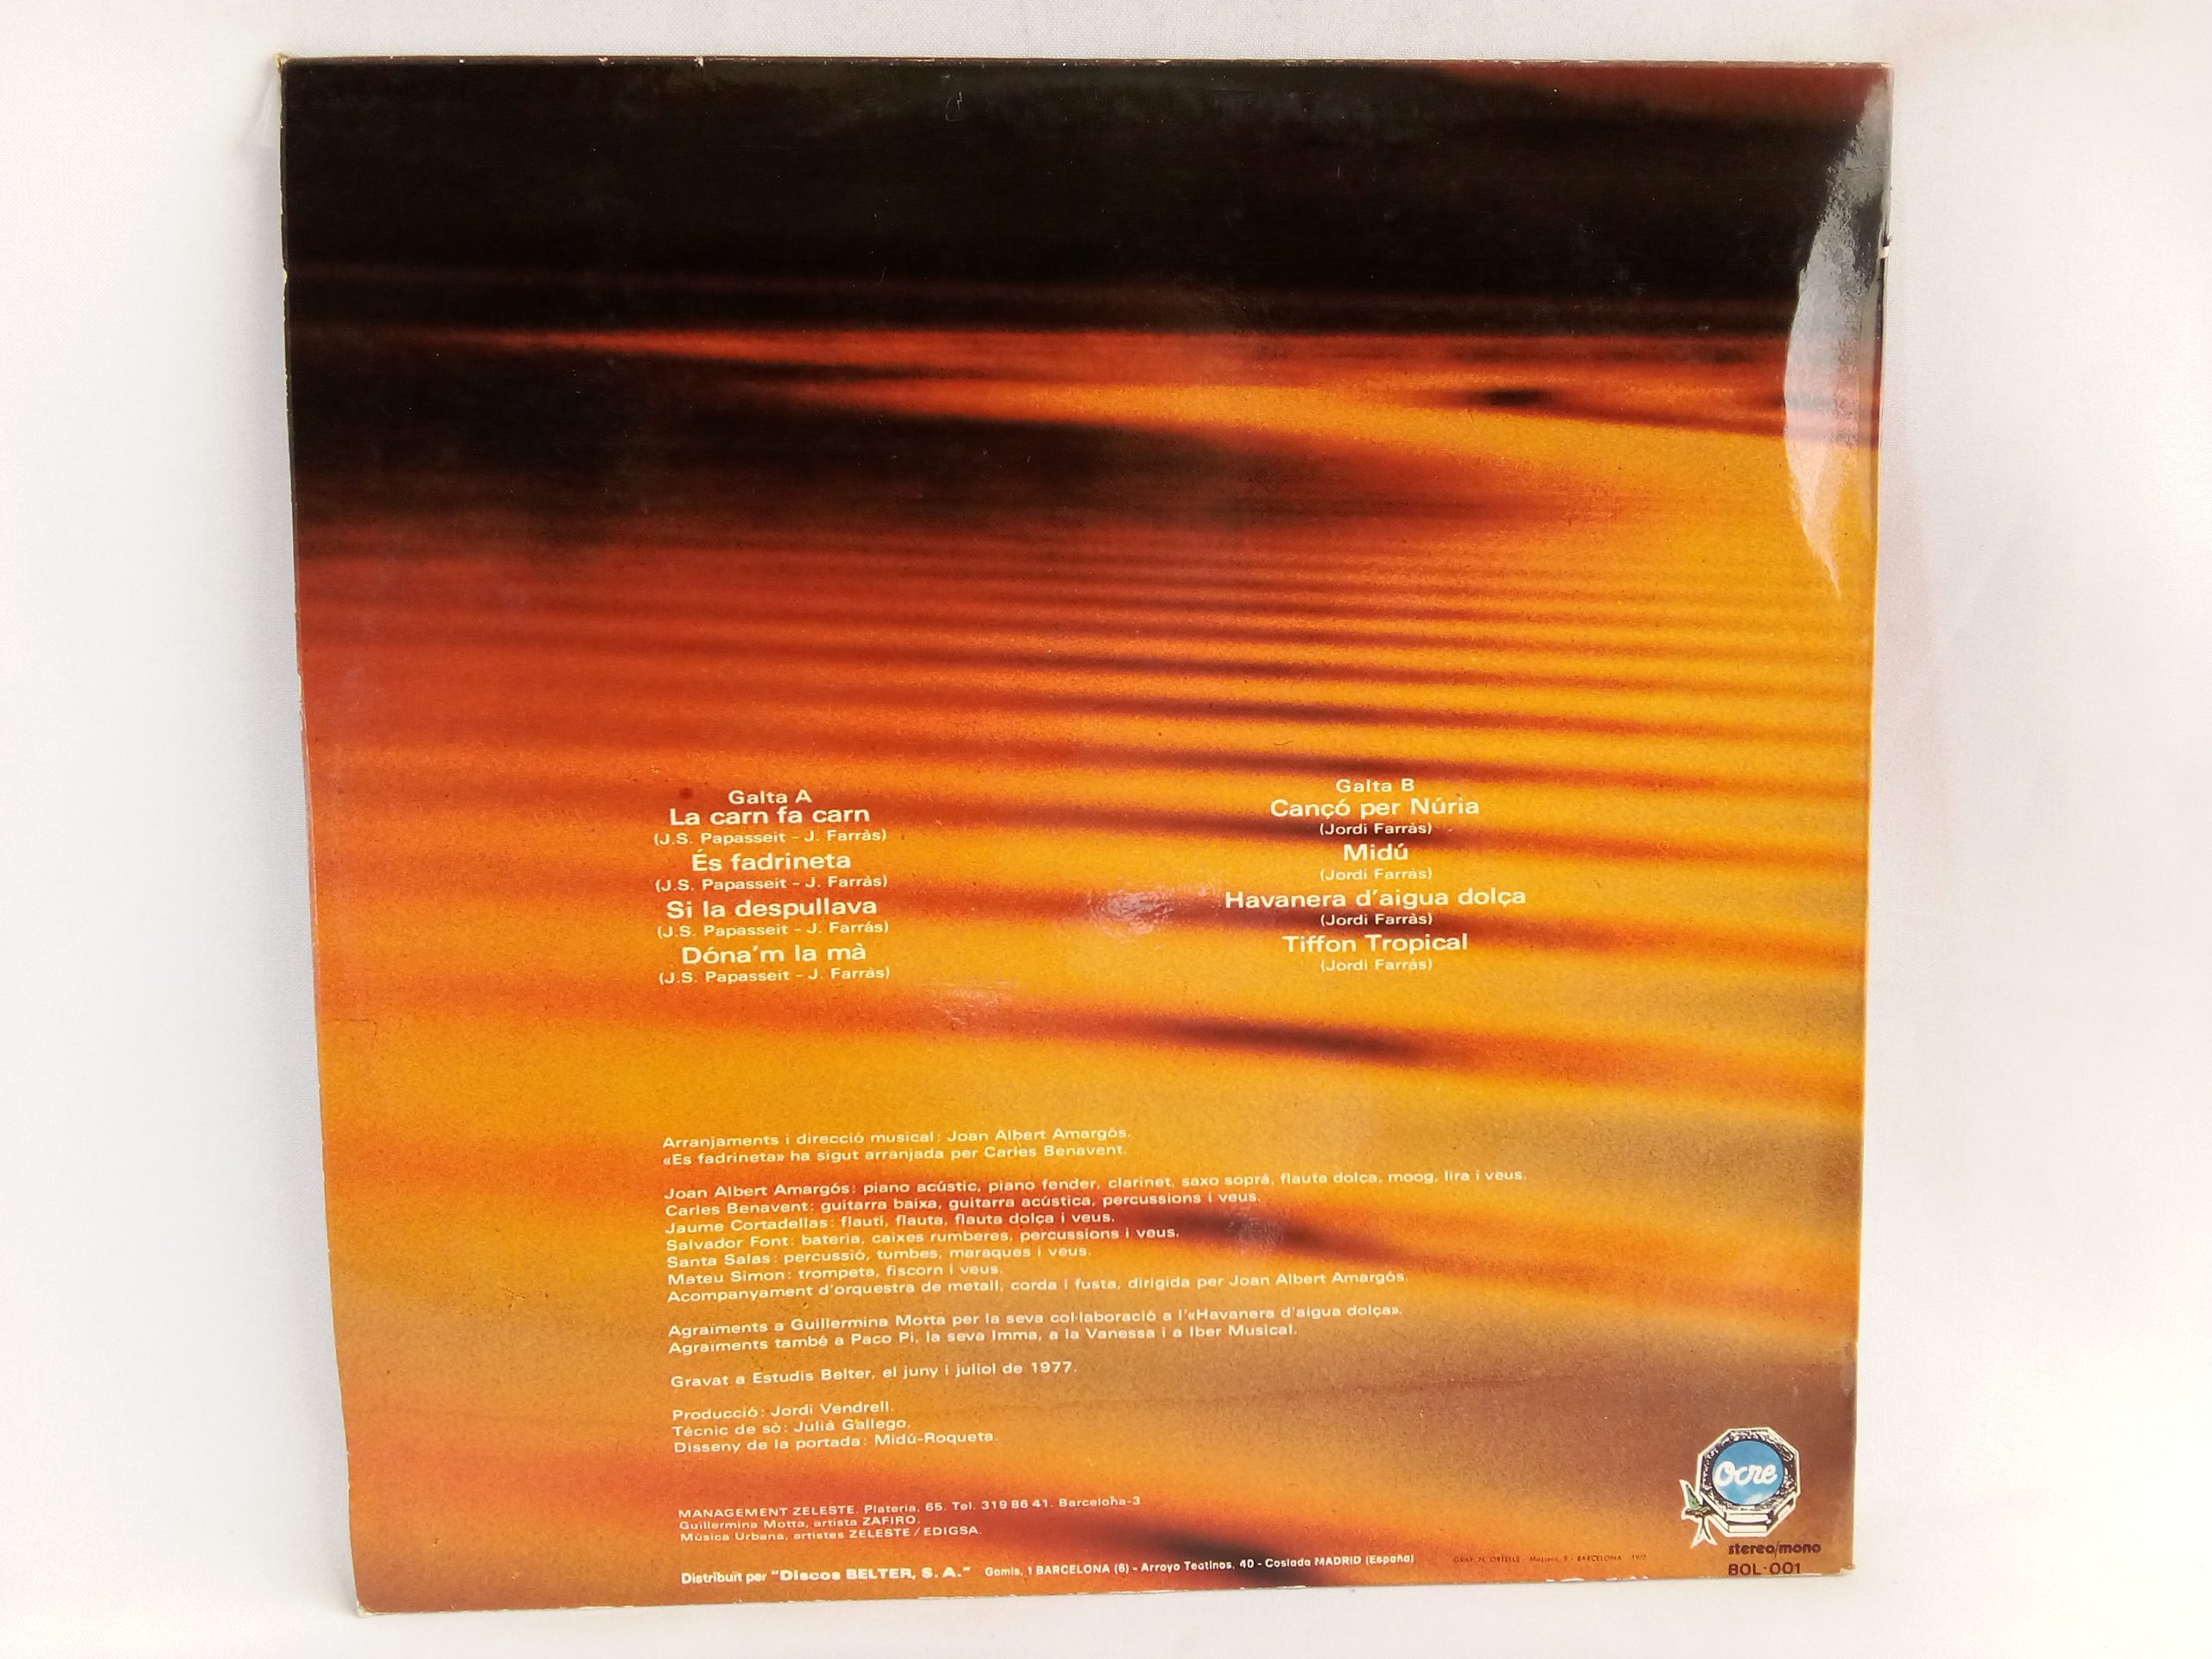 Galta A
La carn fa carn
(J.S. Papasseit - J. Farràs)
És fadrineta
(J.S. Papasseit - J. Farràs)
Si la despullava
(J.S. Papasseit - J. Farrás)
Dóna'm la mà
(J.S. Papasseit - J. Farràs)
Galta B
Cançó per Núria
(Jordi Farràs)
Midú
(Jordi Farràs)
Havanera d'aigua dolça
(Jordi Farràs)
Tiffon Tropical
(Jordi Farràs)
Arranjaments i direcció musical: Joan Albert Amargós.
«Es fadrineta» ha sigut arranjada per Carles Benavent.
Joan Albert Amargós: piano acústic, piano fender, clarinet, saxo soprà, flauta dolça, moog, lira i veus.
Carles Benavent: guitarra baixa, guitarra acústica, percussions i veus.
Jaume Cortadellas: flautí, flauta, flauta dolça i veus.
Salvador Font: bateria, caixes rumberes, percussions i veus.
Santa Salas: percussió, tumbes, maraques i veus.
Mateu Simon: trompeta, fiscorn i veus.
Acompanyament d'orquestra de metall, corda i fusta, dirigida per Joan Albert Amargós.
Agraïments a Guillermina Motta per la seva col·laboració a l'«Havanera d'aigua dolça».
Agraïments també a Paco Pi, la seva Imma, a la Vanessa i a Iber Musical.
Gravat a Estudis Belter, el juny i juliol de 1977.
Producció: Jordi Vendrell.
Tècnic de sò: Julià Gallego.
Disseny de la portada: Midú-Roqueta.
MANAGEMENT ZELESTE. Plateria, 65. Tel. 319 86 41. Barcelona-3
Guillermina Motta, artista ZAFIRO.
Música Urbana, artistes ZELESTE / EDIGSA.
Distribuït per "Discos BELTER, S. A." Gomis, 1 BARCELONA (6) - Arroyo Teatinos, 40 - Coslada MADRID (España)
BARCELONA
Ocre
stereo/mono
BOL-001